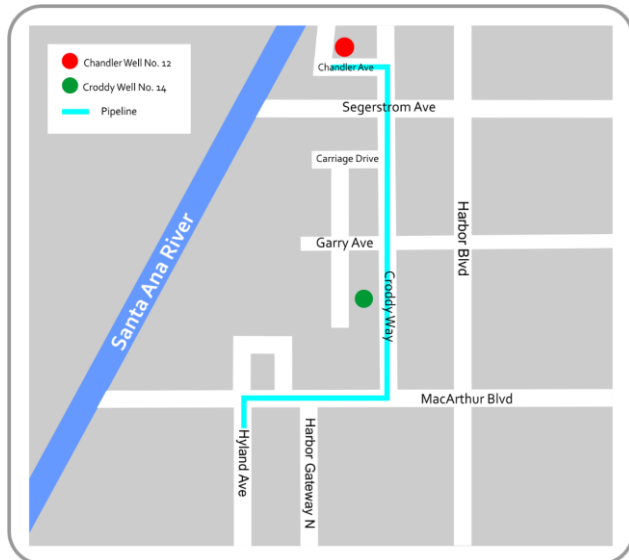 Chandler Well No. 12
Croddy Well No. 14
Pipeline
Chandler Ave
Segerstrom Ave
Carriage Drive
Santa Ana River
Garry Ave
Harbor Blvd
Croddy Way
MacArthur Blvd
Hyland Ave
Harbor Gateway N